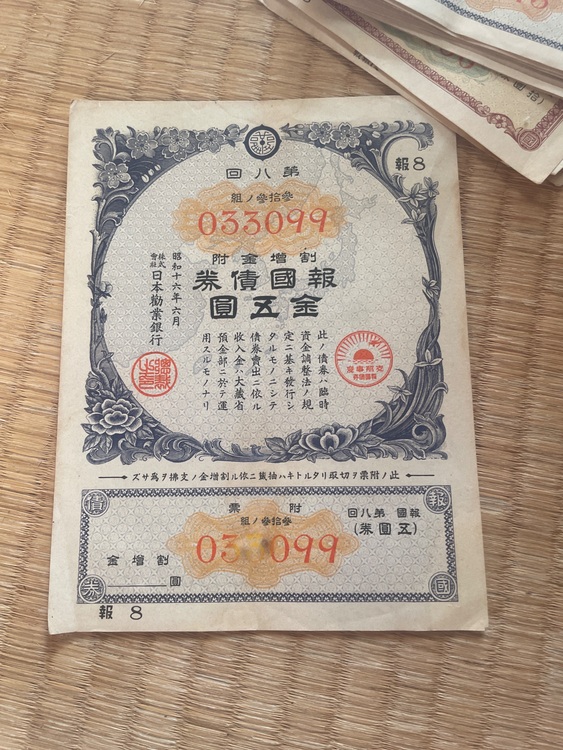 報8
第八回
參拾參ノ組
033099
割増金附
報國債券
金五圓
此ノ債券ハ臨時
資金調整法ノ規
定ニ基キ發行シ
タルモノニシテ
債券賣出ニ依ル
收入金ハ大藏省
預金部ニ於テ運
用スルモノナリ
昭和十六年六月
株式會社日本勸業銀行
此ノ附票ヲ切取リタルトキハ抽籤ニ依ル割増金ノ支拂ヲ爲サズ
報國債券
報國 第八回
(五圓券)
附票
參拾參ノ組
03 099
割増金
圓
報 8